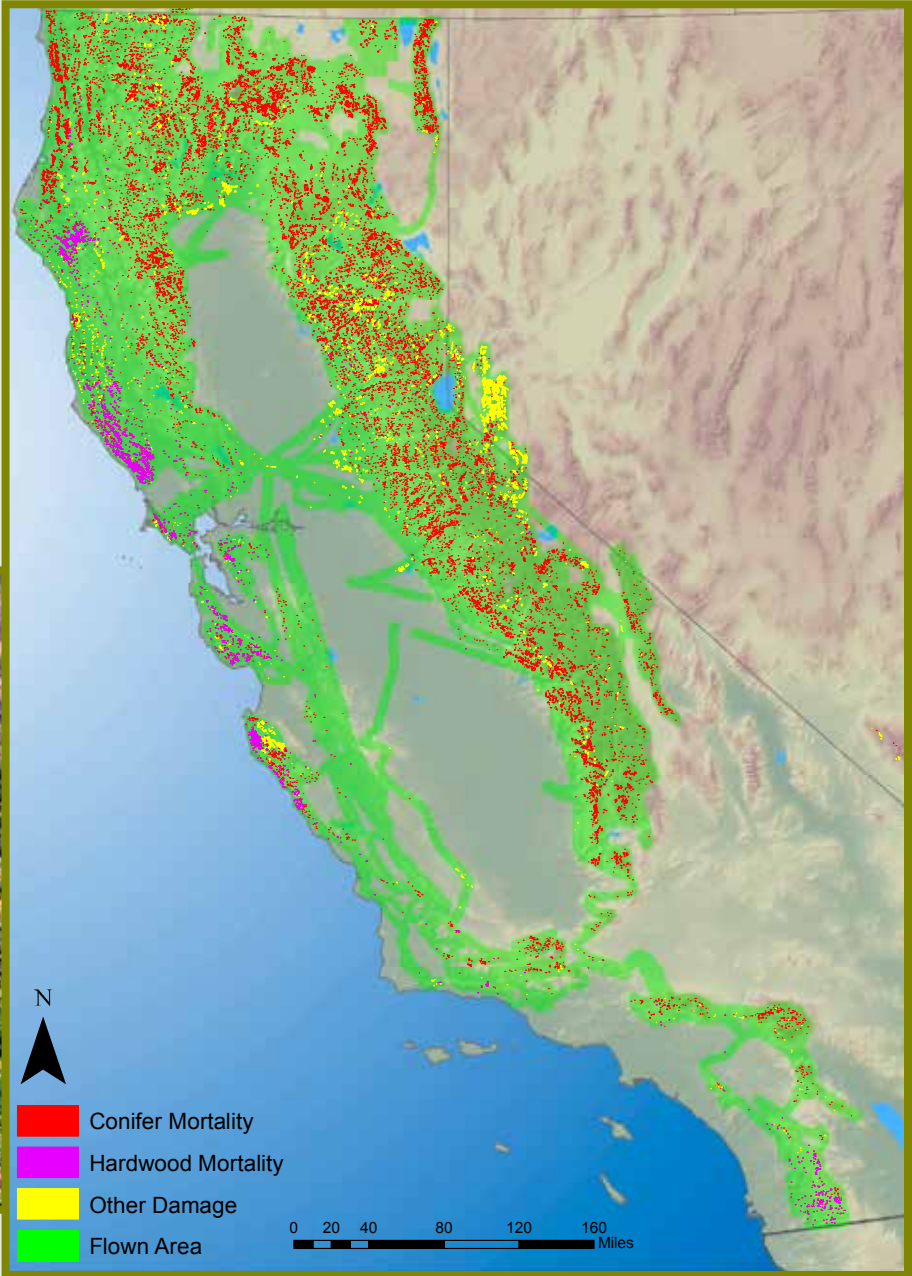 N
Conifer Mortality
Hardwood Mortality
Other Damage
Flown Area
0 20 40 80 120 160
Miles